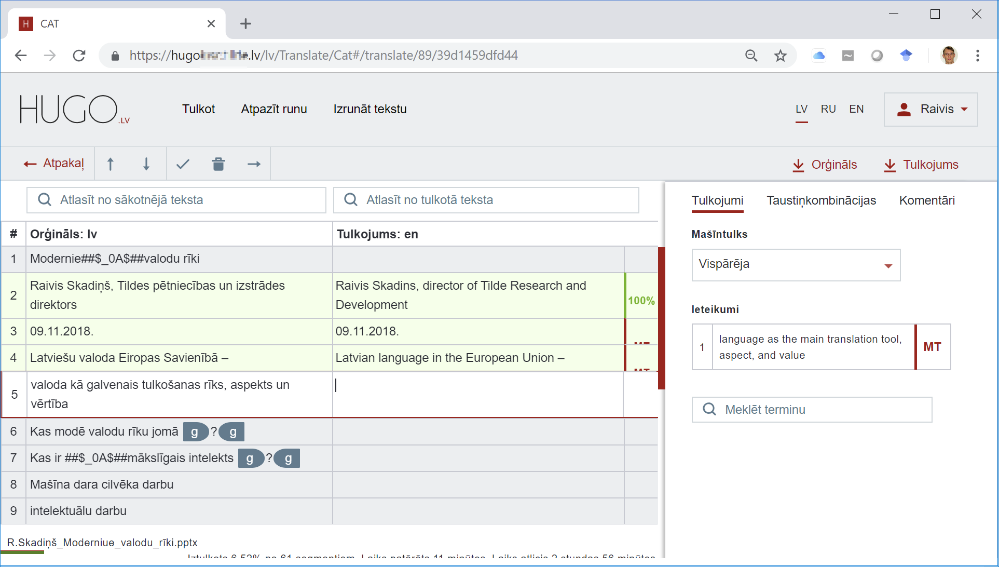 H CAT
https://hugo .lv/lv/Translate/Cat#/translate/89/39d1459dfd44
HUGO.LV
Tulkot Atpazīt runu Izrunāt tekstu
LV RU EN Raivis
Atpakaļ
Orģināls Tulkojums
Atlasīt no sākotnējā teksta
Atlasīt no tulkotā teksta
# Orģināls: lv Tulkojums: en
1 Modernie##$_0A$##valodu rīki
2 Raivis Skadiņš, Tildes pētniecības un izstrādes
direktors
Raivis Skadins, director of Tilde Research and
Development
100%
3 09.11.2018. 09.11.2018. MT
4 Latviešu valoda Eiropas Savienībā – Latvian language in the European Union – MT
5 valoda kā galvenais tulkošanas rīks, aspekts un
vērtība
6 Kas modē valodu rīku jomā g ? g
7 Kas ir ##$_0A$##mākslīgais intelekts g ? g
8 Mašīna dara cilvēka darbu
9 intelektuālu darbu
R.Skadiņš_Moderniue_valodu_rīki.pptx
Iztulkots 6.52% no 61 segmentiem. Laiks patērēts 11 minūtes. Laiks atlicis 2 stundas 56 minūtes
Tulkojumi Taustiņkombinācijas Komentāri
Mašīntulks
Vispārēja
Ieteikumi
1 language as the main translation tool,
aspect, and value
MT
Meklēt terminu